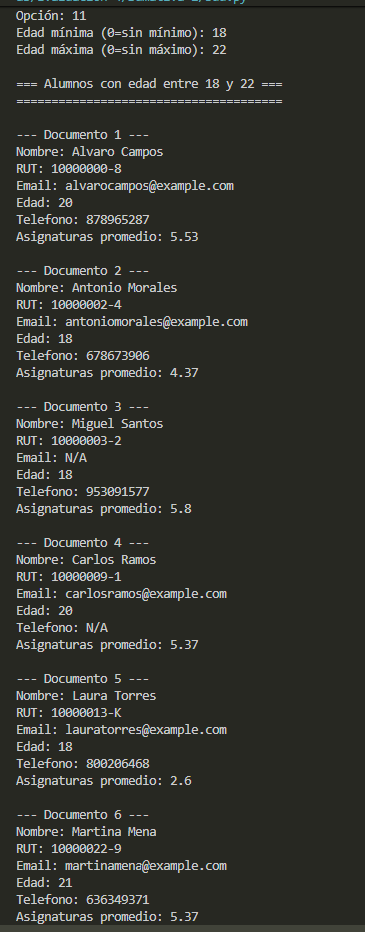 Opción: 11
Edad mínima (0=sin mínimo): 18
Edad máxima (0=sin máximo): 22
=== Alumnos con edad entre 18 y 22 ===
======================================
--- Documento 1 ---
Nombre: Alvaro Campos
RUT: 10000000-8
Email: alvarocampos@example.com
Edad: 20
Telefono: 878965287
Asignaturas promedio: 5.53
--- Documento 2 ---
Nombre: Antonio Morales
RUT: 10000002-4
Email: antoniomorales@example.com
Edad: 18
Telefono: 678673906
Asignaturas promedio: 4.37
--- Documento 3 ---
Nombre: Miguel Santos
RUT: 10000003-2
Email: N/A
Edad: 18
Telefono: 953091577
Asignaturas promedio: 5.8
--- Documento 4 ---
Nombre: Carlos Ramos
RUT: 10000009-1
Email: carlosramos@example.com
Edad: 20
Telefono: N/A
Asignaturas promedio: 5.37
--- Documento 5 ---
Nombre: Laura Torres
RUT: 10000013-K
Email: lauratorres@example.com
Edad: 18
Telefono: 800206468
Asignaturas promedio: 2.6
--- Documento 6 ---
Nombre: Martina Mena
RUT: 10000022-9
Email: martinamena@example.com
Edad: 21
Telefono: 636349371
Asignaturas promedio: 5.37